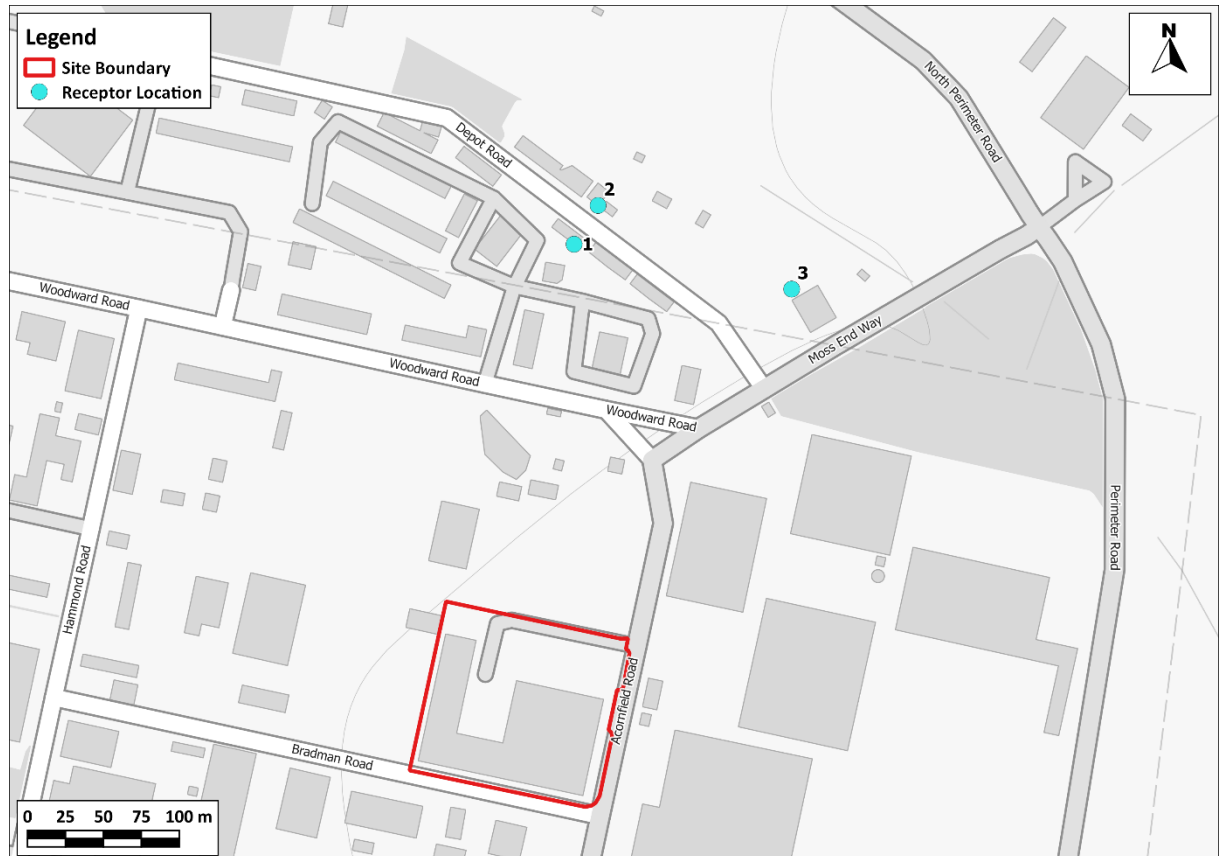 Legend
Site Boundary
Receptor Location
N
North Perimeter Road
Depot Road
2
1
3
Woodward Road
Moss End Way
Woodward Road
Woodward Road
Perimeter Road
Hammond Road
Acornfield Road
Bradman Road
0 25 50 75 100 m